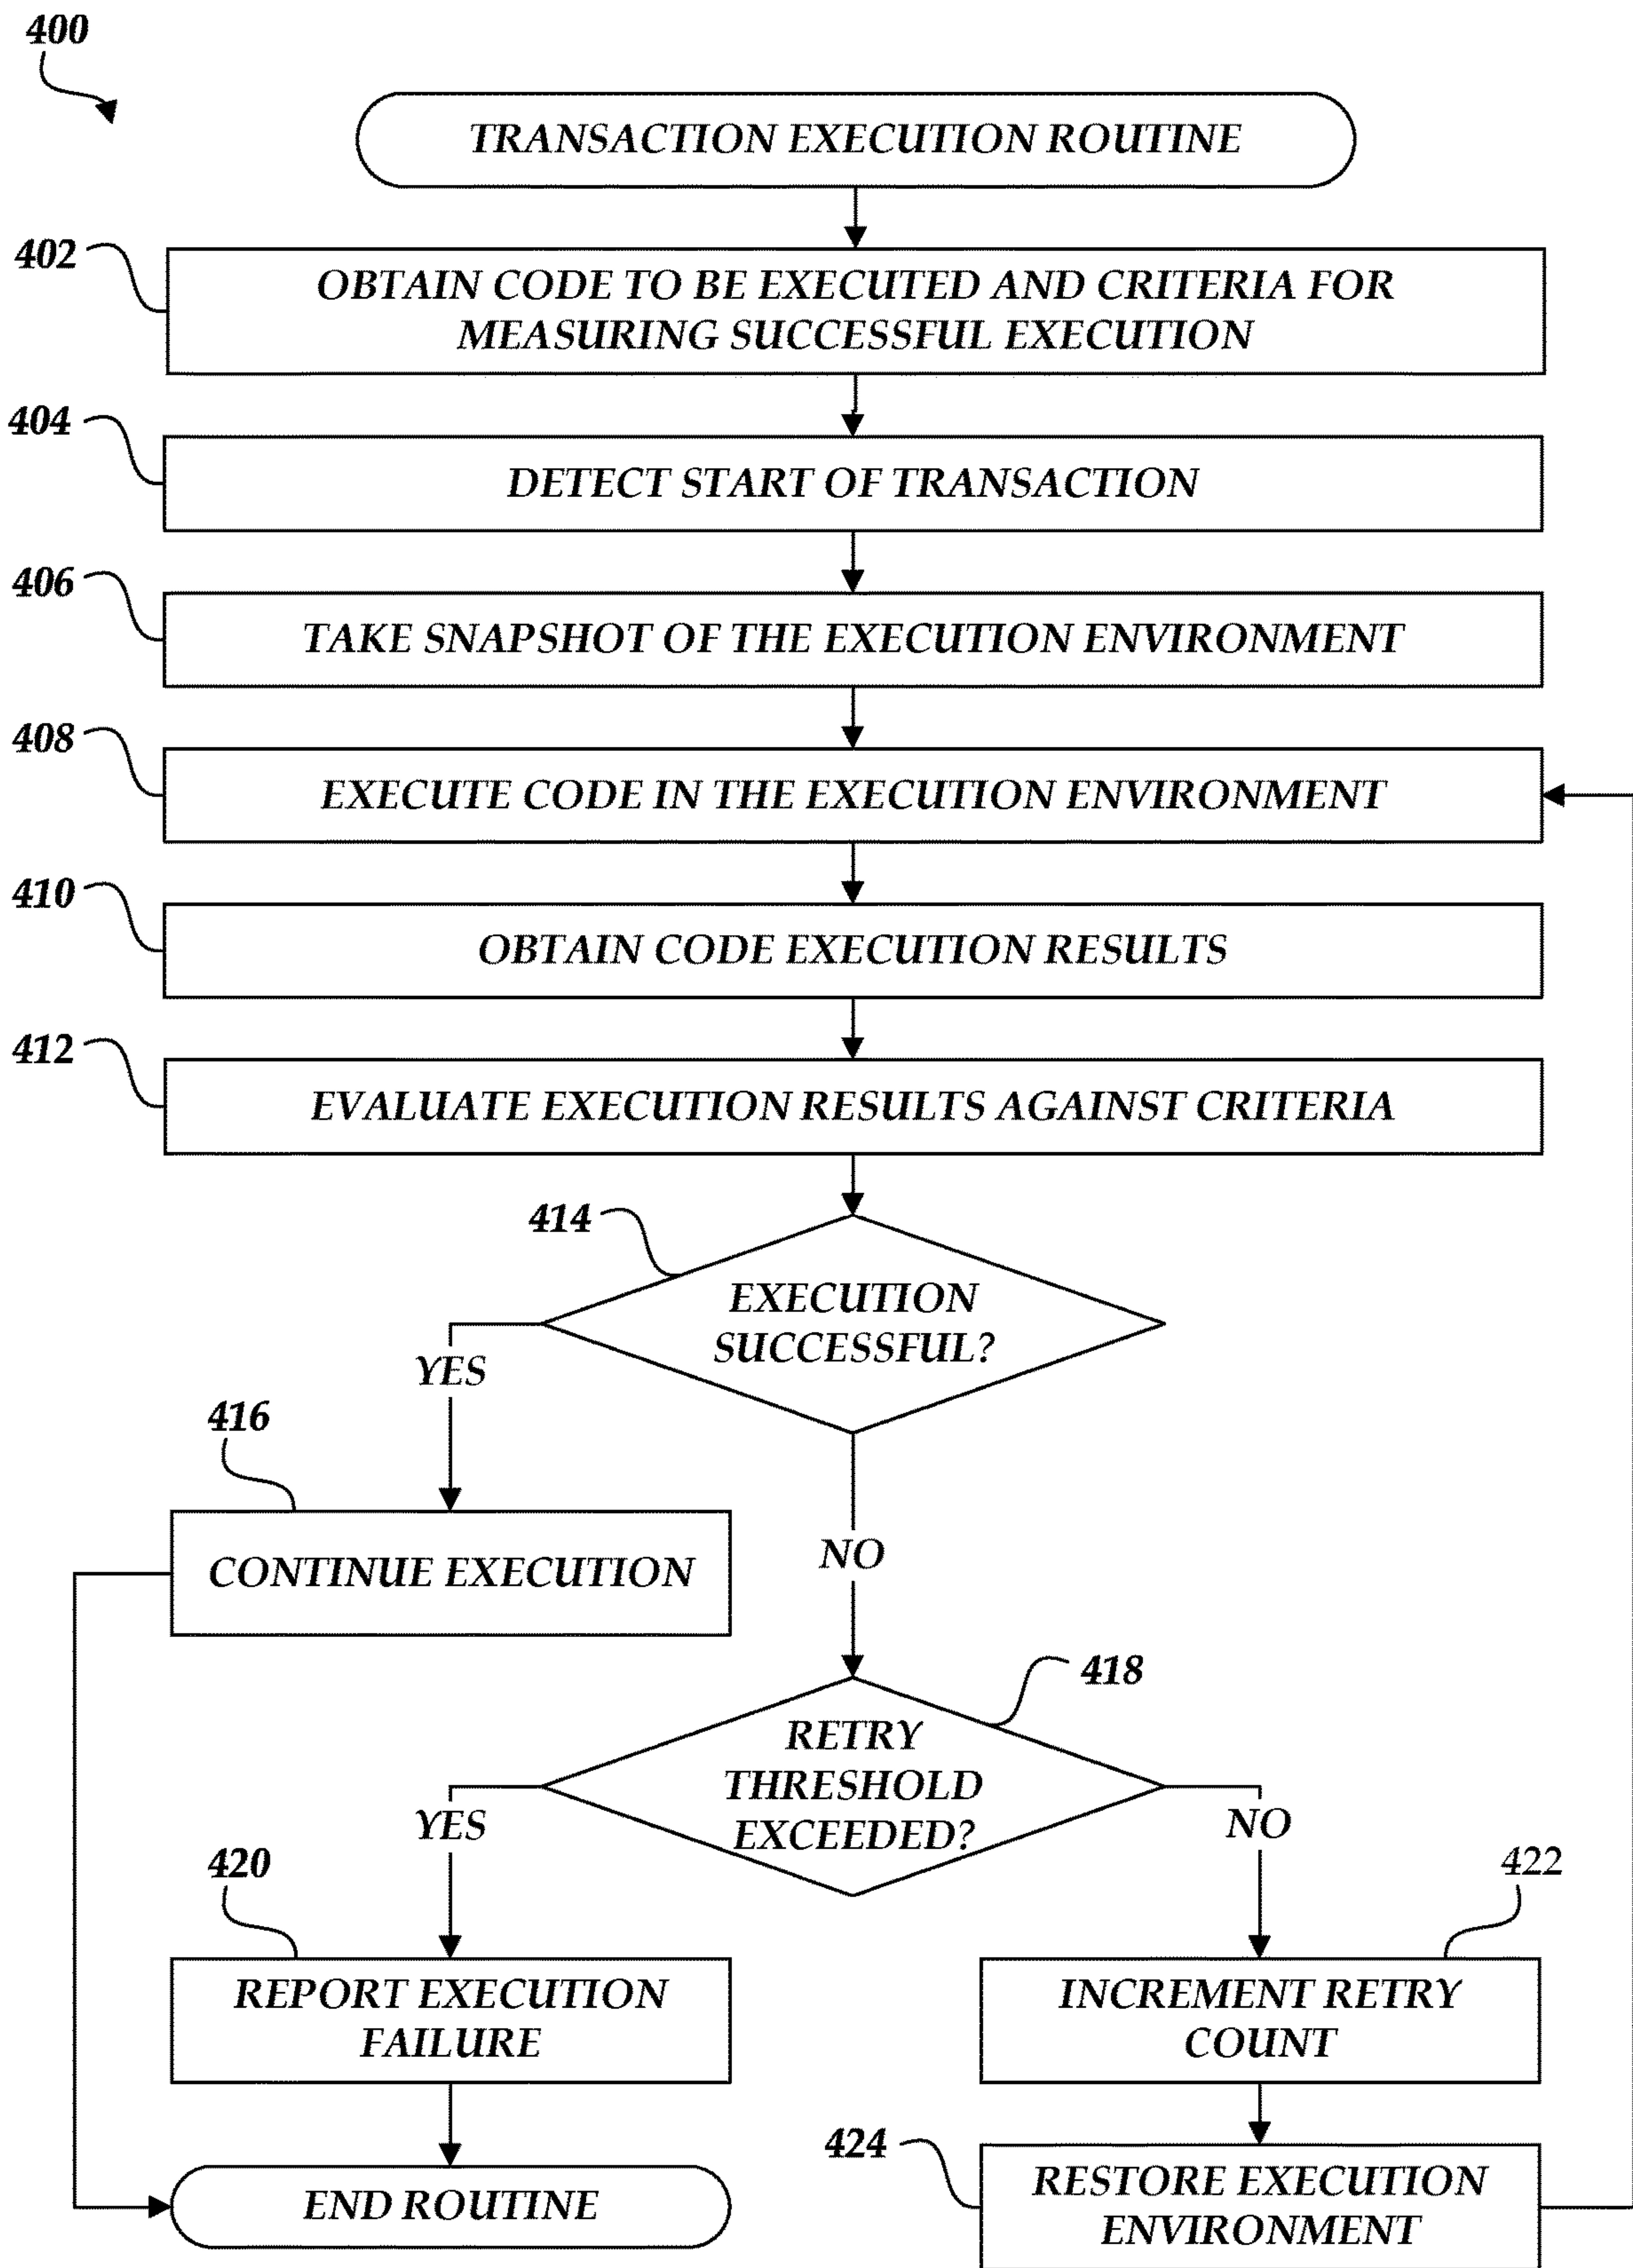 400
TRANSACTION EXECUTION ROUTINE
402
OBTAIN CODE TO BE EXECUTED AND CRITERIA FOR
MEASURING SUCCESSFUL EXECUTION
404
DETECT START OF TRANSACTION
406
TAKE SNAPSHOT OF THE EXECUTION ENVIRONMENT
408
EXECUTE CODE IN THE EXECUTION ENVIRONMENT
410
OBTAIN CODE EXECUTION RESULTS
412
EVALUATE EXECUTION RESULTS AGAINST CRITERIA
414
EXECUTION
SUCCESSFUL?
YES
416
CONTINUE EXECUTION
NO
418
RETRY
THRESHOLD
EXCEEDED?
YES
NO
420
422
REPORT EXECUTION
FAILURE
INCREMENT RETRY
COUNT
424
RESTORE EXECUTION
ENVIRONMENT
END ROUTINE